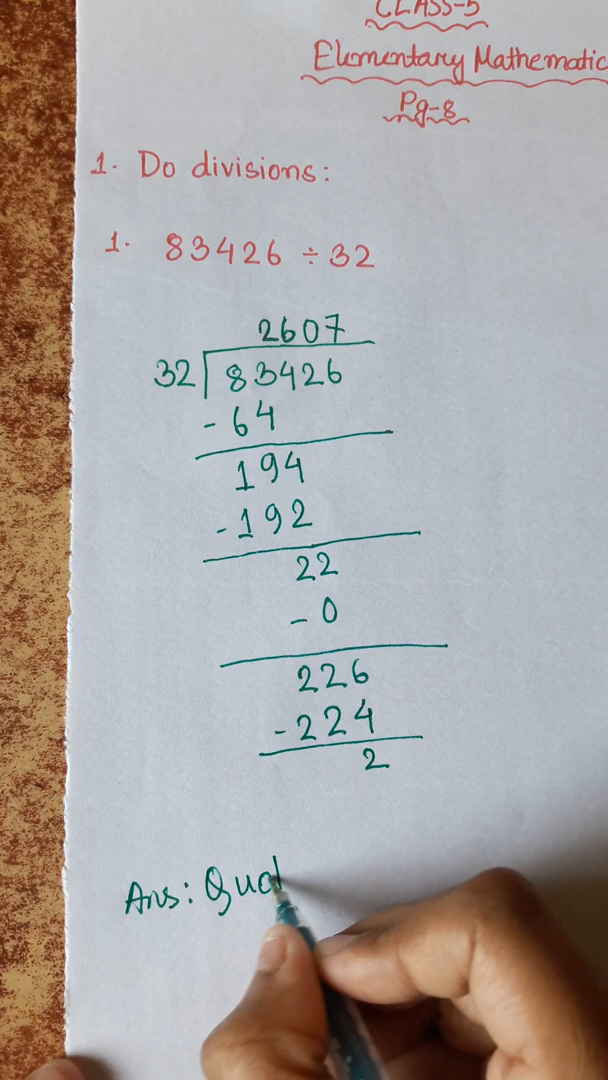 CLASS-5
Elementary Mathematic
Pg-8
1. Do divisions:
1. 83426 ÷ 32
2607
32 83426
-64
194
-192
22
-0
226
-224
2
Ans: Quo